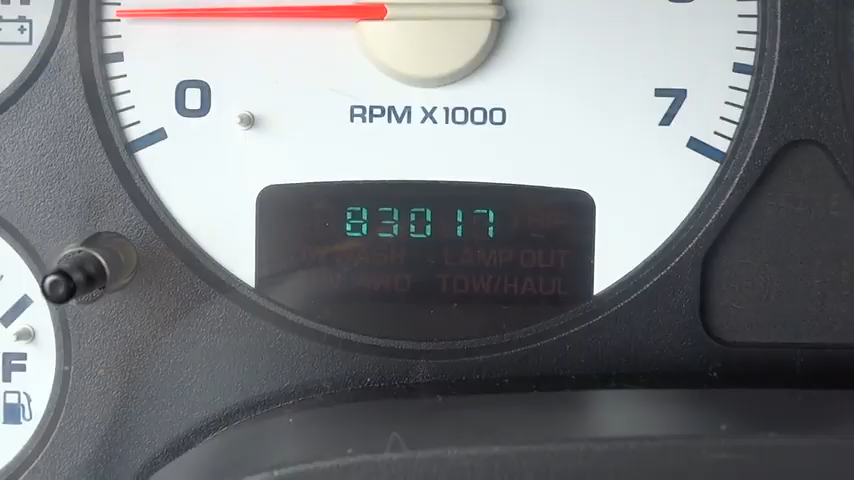 0
7
RPM X1000
83017
LAMP OUT
TOW/HAUL
F